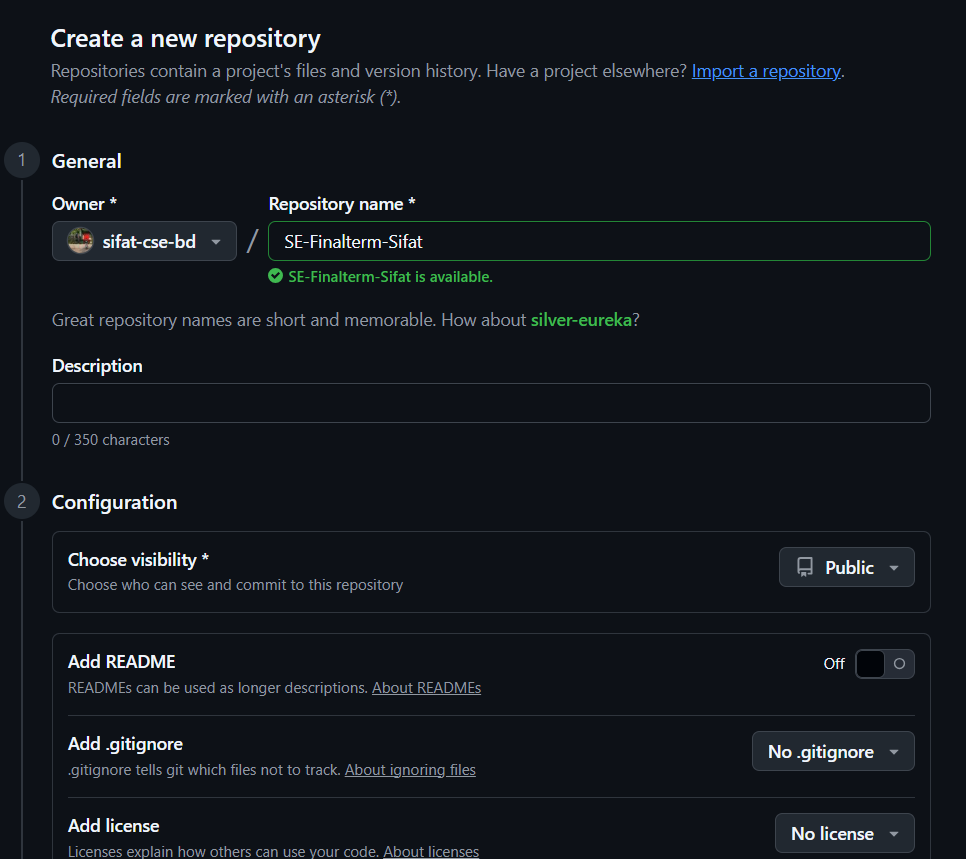 Create a new repository
Repositories contain a project's files and version history. Have a project elsewhere? Import a repository.
Required fields are marked with an asterisk (*).
1 General
Owner * Repository name *
sifat-cse-bd / SE-Finalterm-Sifat
SE-Finalterm-Sifat is available.
Great repository names are short and memorable. How about silver-eureka?
Description
0 / 350 characters
2 Configuration
Choose visibility *
Choose who can see and commit to this repository
Public
Add README
READMEs can be used as longer descriptions. About READMEs
Off
Add .gitignore
.gitignore tells git which files not to track. About ignoring files
No .gitignore
Add license
Licenses explain how others can use your code. About licenses
No license